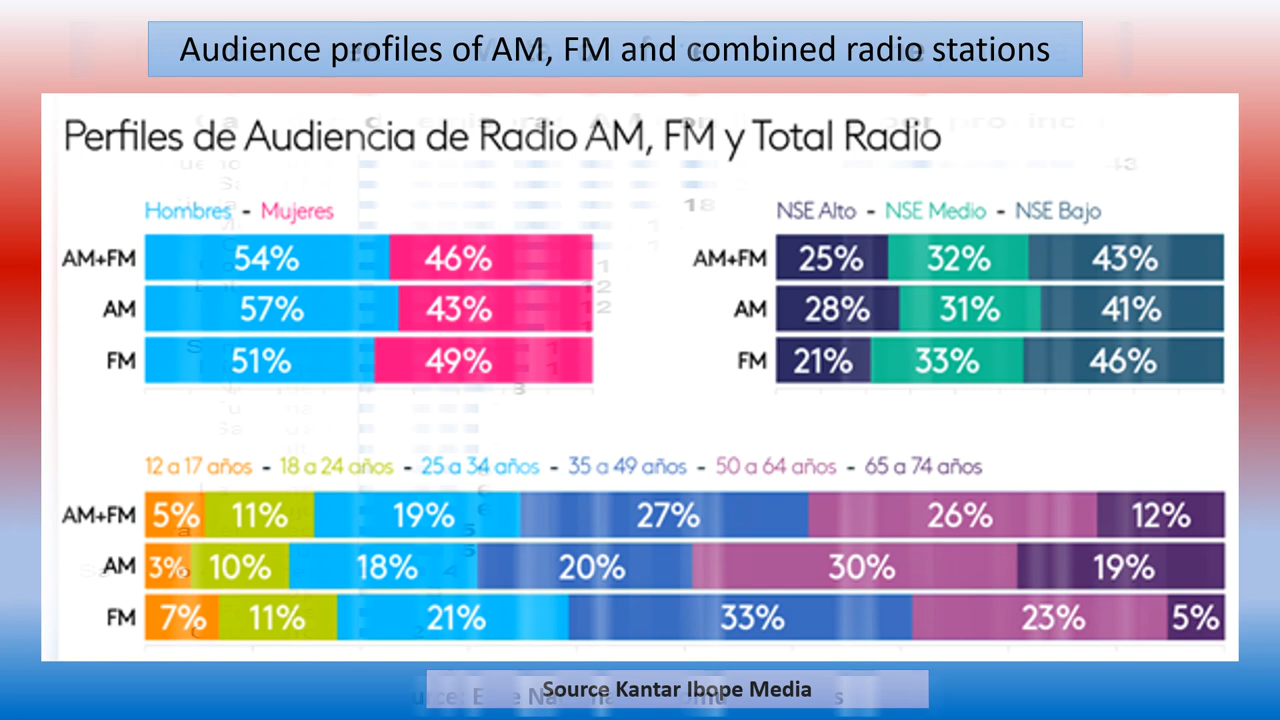 Audience profiles of AM, FM and combined radio stations
Perfiles de Audiencia de Radio AM, FM y Total Radio
Hombres - Mujeres
AM+FM 54% 46%
AM 57% 43%
FM 51% 49%
NSE Alto - NSE Medio - NSE Bajo
AM+FM 25% 32% 43%
AM 28% 31% 41%
FM 21% 33% 46%
12 a 17 años - 18 a 24 años - 25 a 34 años - 35 a 49 años - 50 a 64 años - 65 a 74 años
AM+FM 5% 11% 19% 27% 26% 12%
AM 3% 10% 18% 20% 30% 19%
FM 7% 11% 21% 33% 23% 5%
Source Kantar Ibope Media